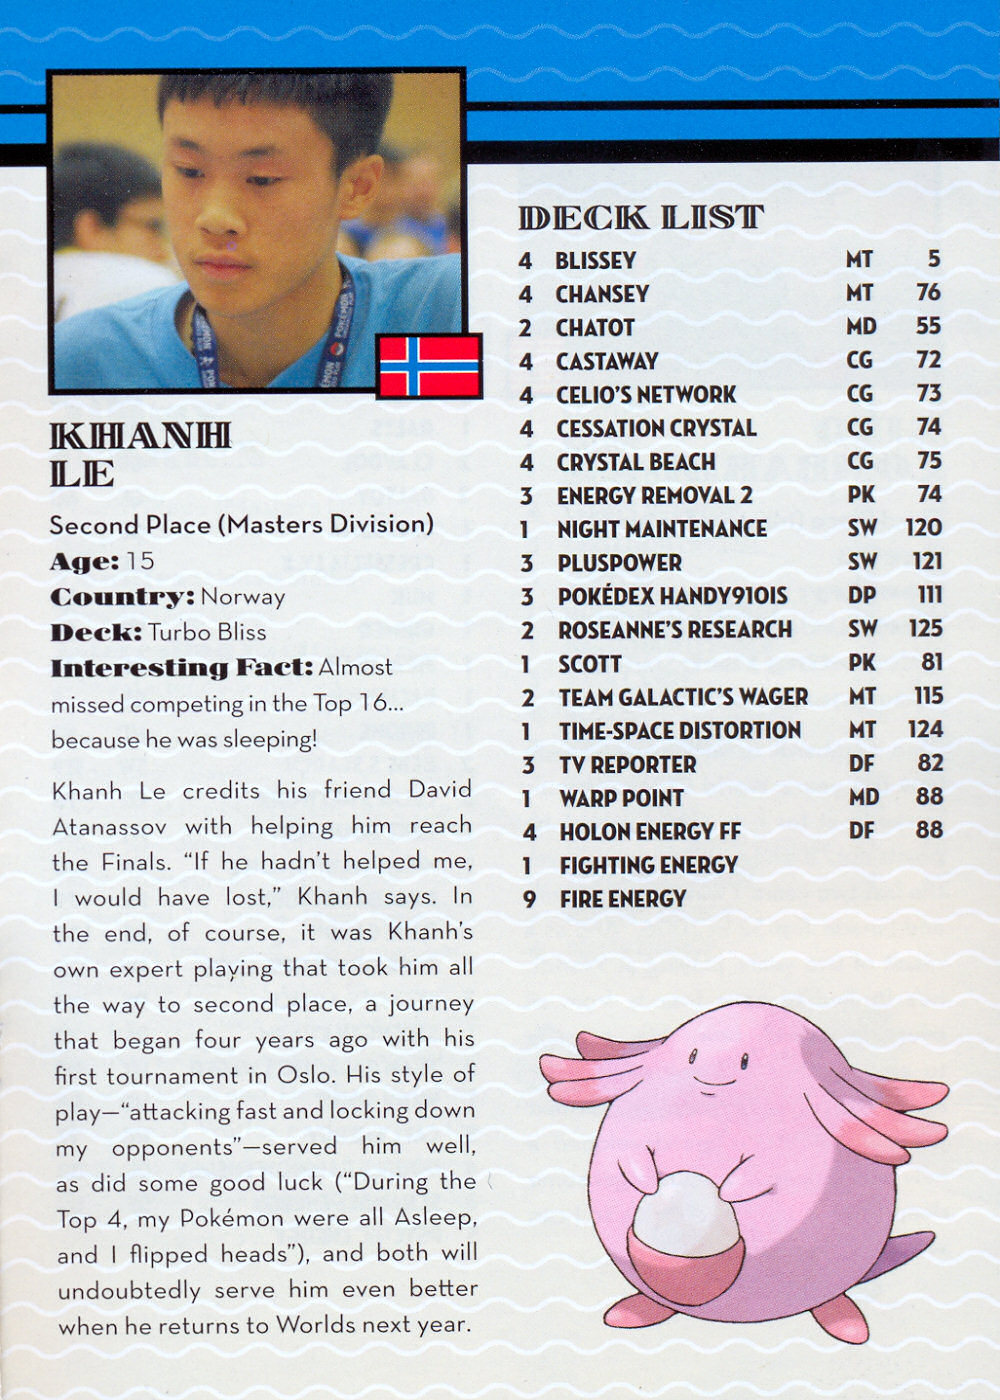 KHANH
LE
Second Place (Masters Division)
Age: 15
Country: Norway
Deck: Turbo Bliss
Interesting Fact: Almost
missed competing in the Top 16...
because he was sleeping!
Khanh Le credits his friend David
Atanassov with helping him reach
the Finals. “If he hadn’t helped me,
I would have lost,” Khanh says. In
the end, of course, it was Khanh’s
own expert playing that took him all
the way to second place, a journey
that began four years ago with his
first tournament in Oslo. His style of
play—“attacking fast and locking down
my opponents”—served him well,
as did some good luck (“During the
Top 4, my Pokémon were all Asleep,
and I flipped heads”), and both will
undoubtedly serve him even better
when he returns to Worlds next year.
DECK LIST
4 BLISSEY MT 5
4 CHANSEY MT 76
2 CHATOT MD 55
4 CASTAWAY CG 72
4 CELIO’S NETWORK CG 73
4 CESSATION CRYSTAL CG 74
4 CRYSTAL BEACH CG 75
3 ENERGY REMOVAL 2 PK 74
1 NIGHT MAINTENANCE SW 120
3 PLUSPOWER SW 121
3 POKÉDEX HANDY910IS DP 111
2 ROSEANNE’S RESEARCH SW 125
1 SCOTT PK 81
2 TEAM GALACTIC’S WAGER MT 115
1 TIME-SPACE DISTORTION MT 124
3 TV REPORTER DF 82
1 WARP POINT MD 88
4 HOLON ENERGY FF DF 88
1 FIGHTING ENERGY
9 FIRE ENERGY